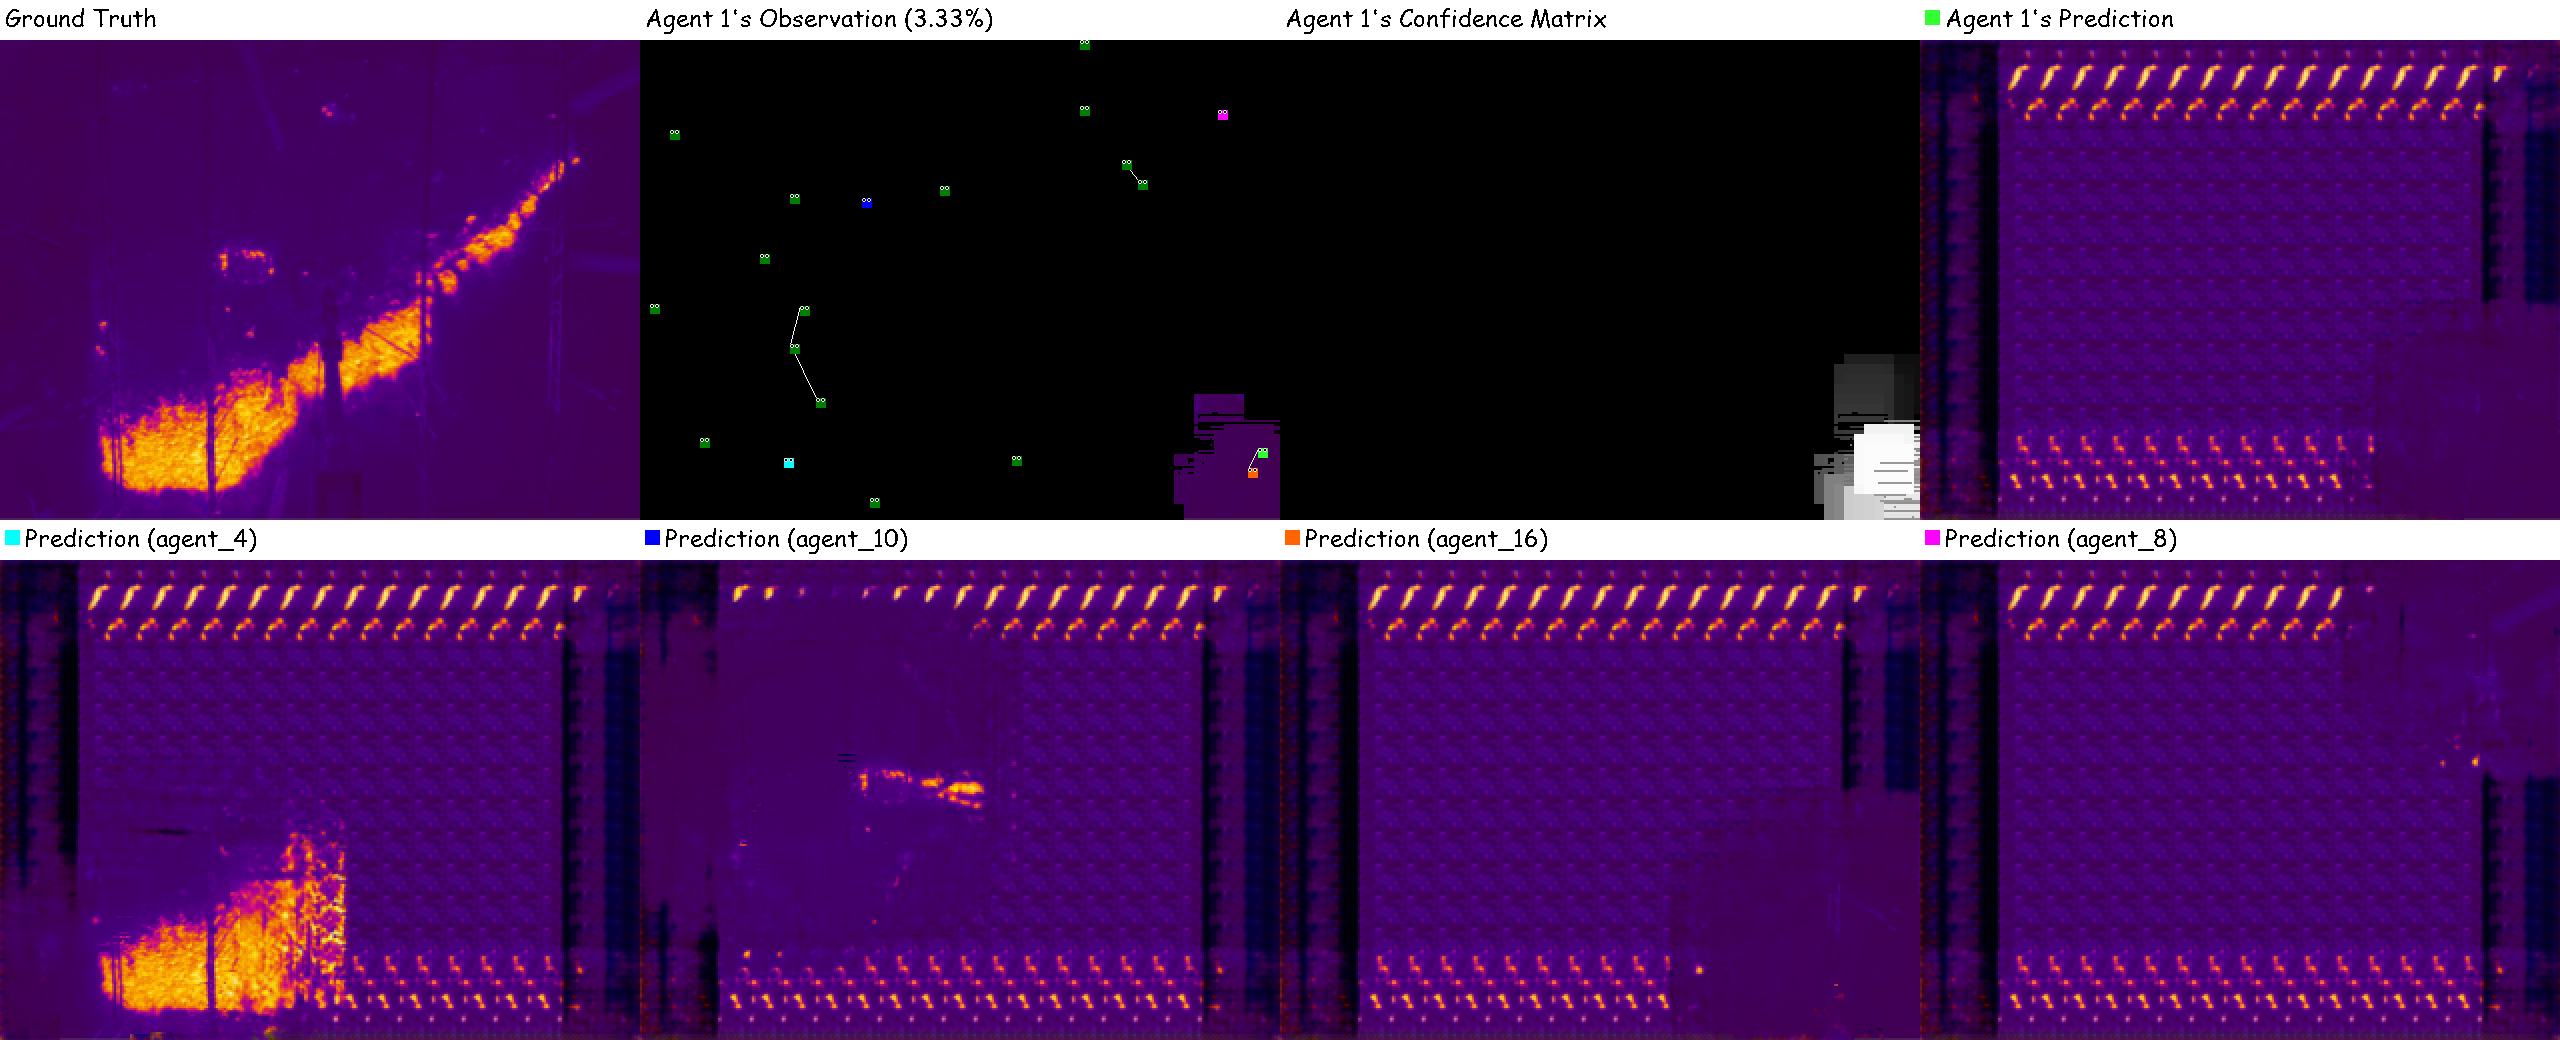 Ground Truth
Agent 1's Observation (3.33%)
Agent 1's Confidence Matrix
Agent 1's Prediction
Prediction (agent_4)
Prediction (agent_10)
Prediction (agent_16)
Prediction (agent_8)